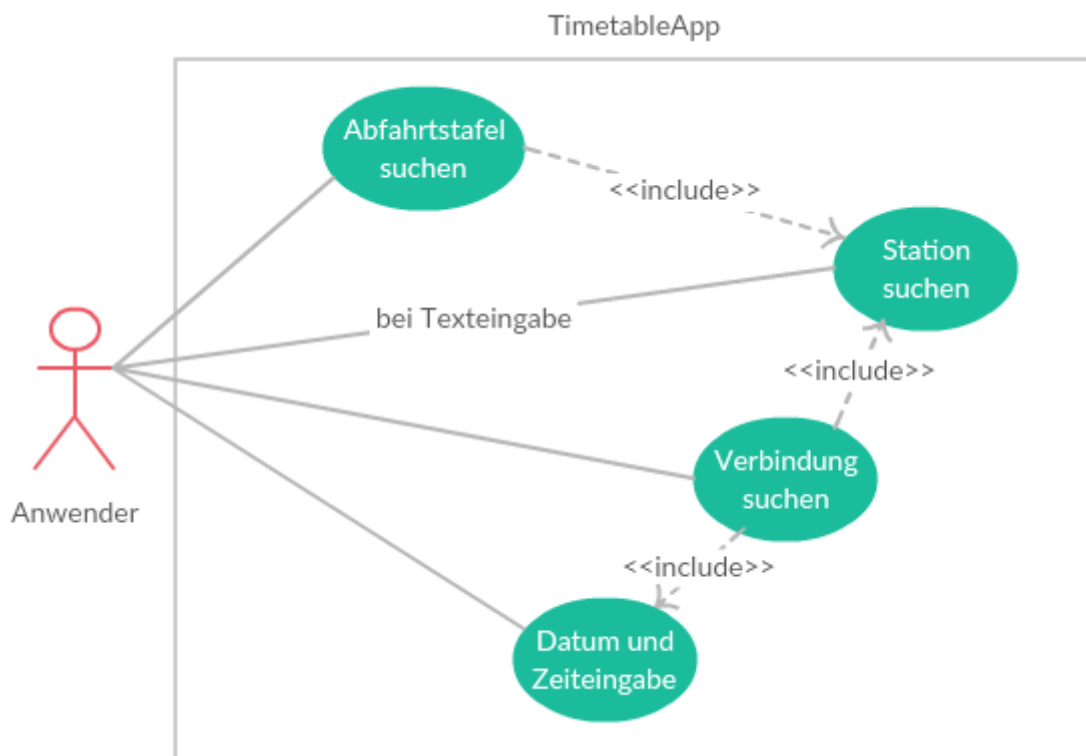 TimetableApp
Abfahrtstafel
suchen
<<include>>
Station
suchen
bei Texteingabe
<<include>>
Verbindung
suchen
Anwender
<<include>>
Datum und
Zeiteingabe